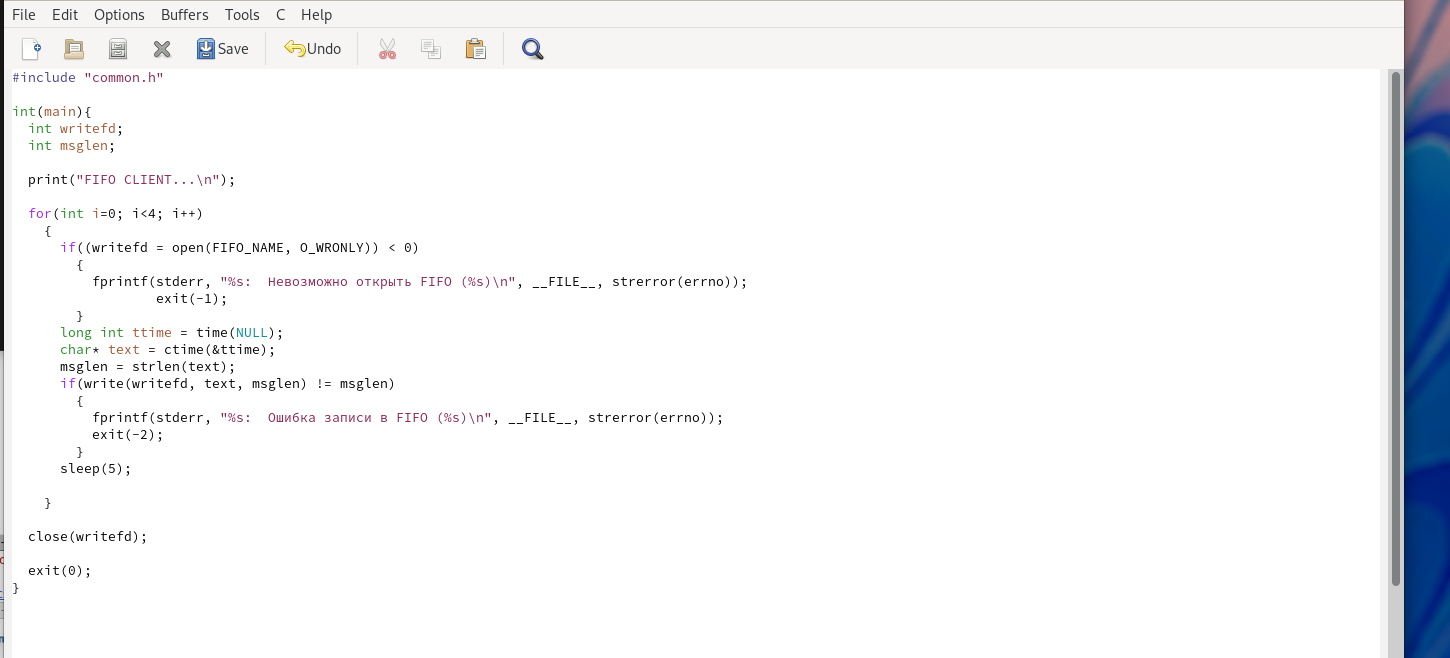 File Edit Options Buffers Tools C Help
Save Undo
#include "common.h"
int(main){
int writefd;
int msglen;
print("FIFO CLIENT...\n");
for(int i=0; i<4; i++)
{
if((writefd = open(FIFO_NAME, O_WRONLY)) < 0)
{
fprintf(stderr, "%s:  Невозможно открыть FIFO (%s)\n", __FILE__, strerror(errno));
exit(-1);
}
long int ttime = time(NULL);
char* text = ctime(&ttime);
msglen = strlen(text);
if(write(writefd, text, msglen) != msglen)
{
fprintf(stderr, "%s:  Ошибка записи в FIFO (%s)\n", __FILE__, strerror(errno));
exit(-2);
}
sleep(5);
}
close(writefd);
exit(0);
}